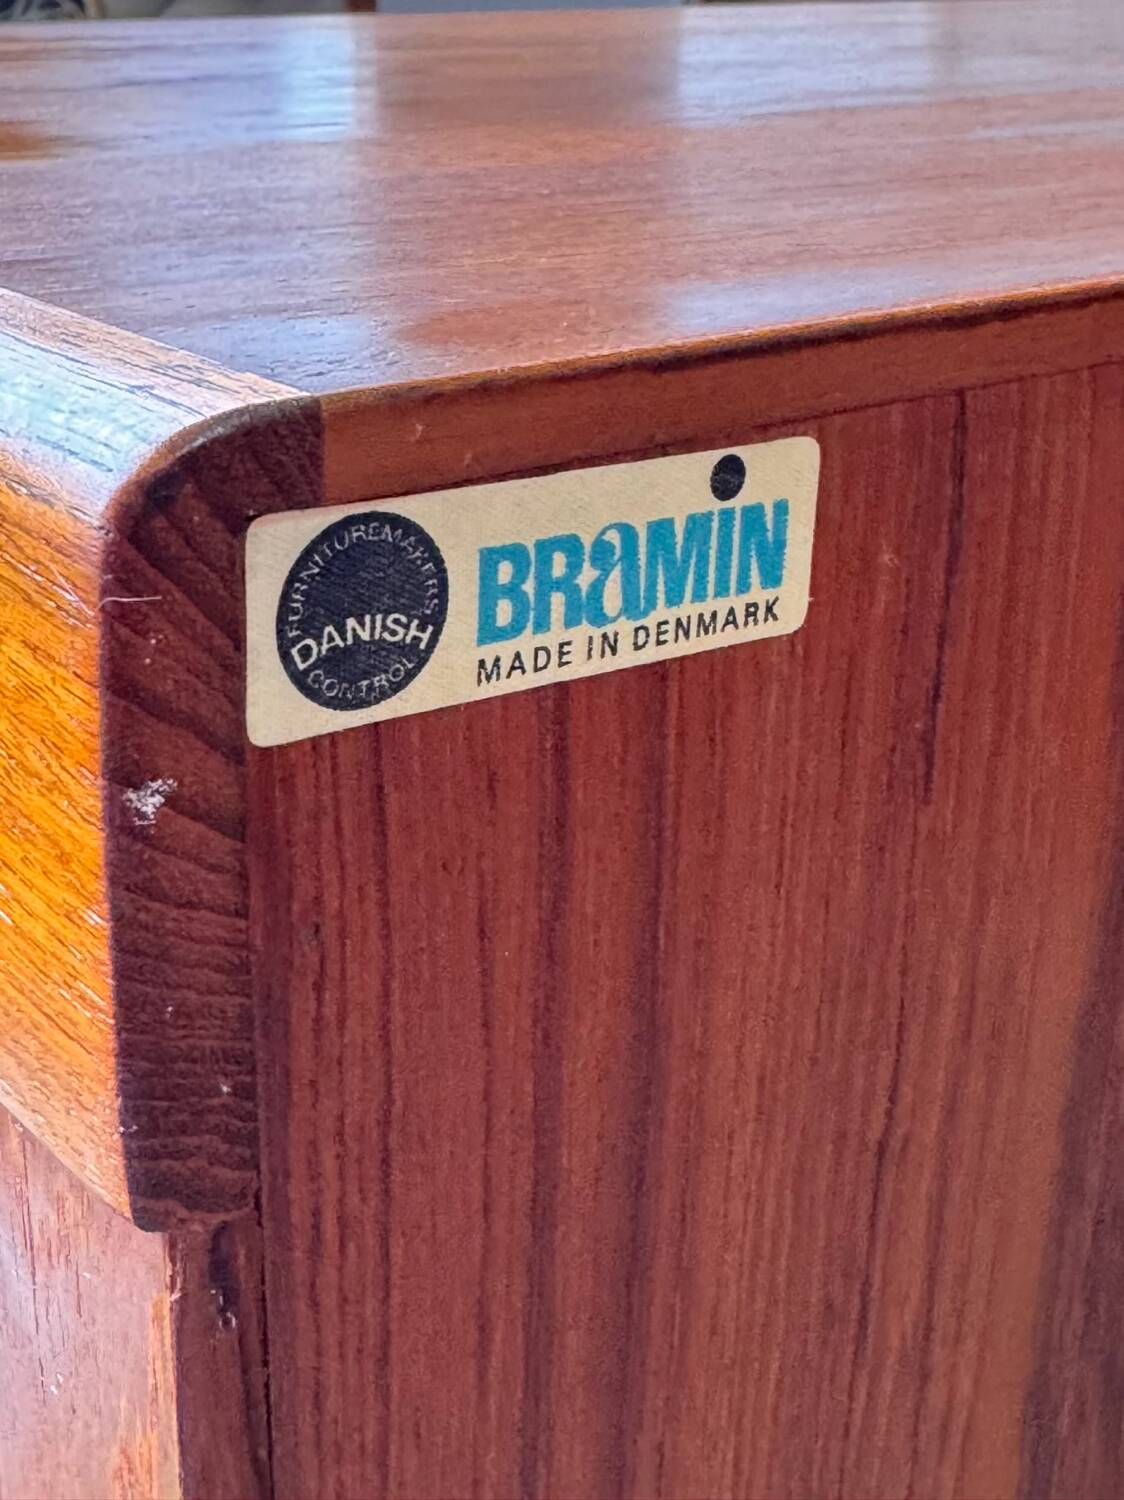 FURNITUREMAKERS
DANISH
CONTROL
BRaMIN
MADE IN DENMARK